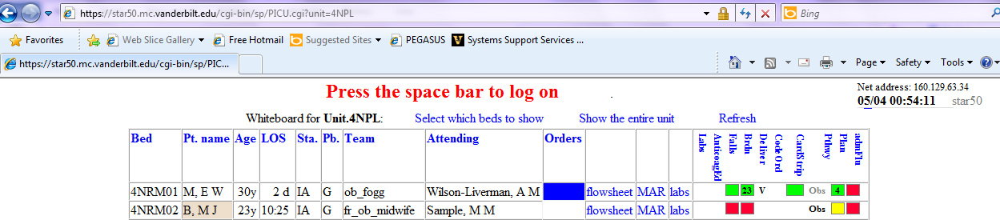 https://star50.mc.vanderbilt.edu/cgi-bin/sp/PICU.cgi?unit=4NPL Bing
Favorites Web Slice Gallery Free Hotmail Suggested Sites PEGASUS Systems Support Services ...
https://star50.mc.vanderbilt.edu/cgi-bin/sp/PIC... Page Safety Tools
Press the space bar to log on . Net address: 160.129.63.34
05/04 00:54:11 star50
Whiteboard for Unit.4NPL: Select which beds to show Show the entire unit Refresh
Bed Pt. name Age LOS Sta. Pb. Team Attending Orders Labs AnticoagEd Falls Brdn Deliver CodeOrd CardStrip Pthwy Plan admFlu
4NRM01 M, E W 30y 2 d IA G ob_fogg Wilson-Liverman, A M flowsheet MAR labs 23 V Obs 4
4NRM02 B, M J 23y 10:25 IA G fr_ob_midwife Sample, M M flowsheet MAR labs Obs